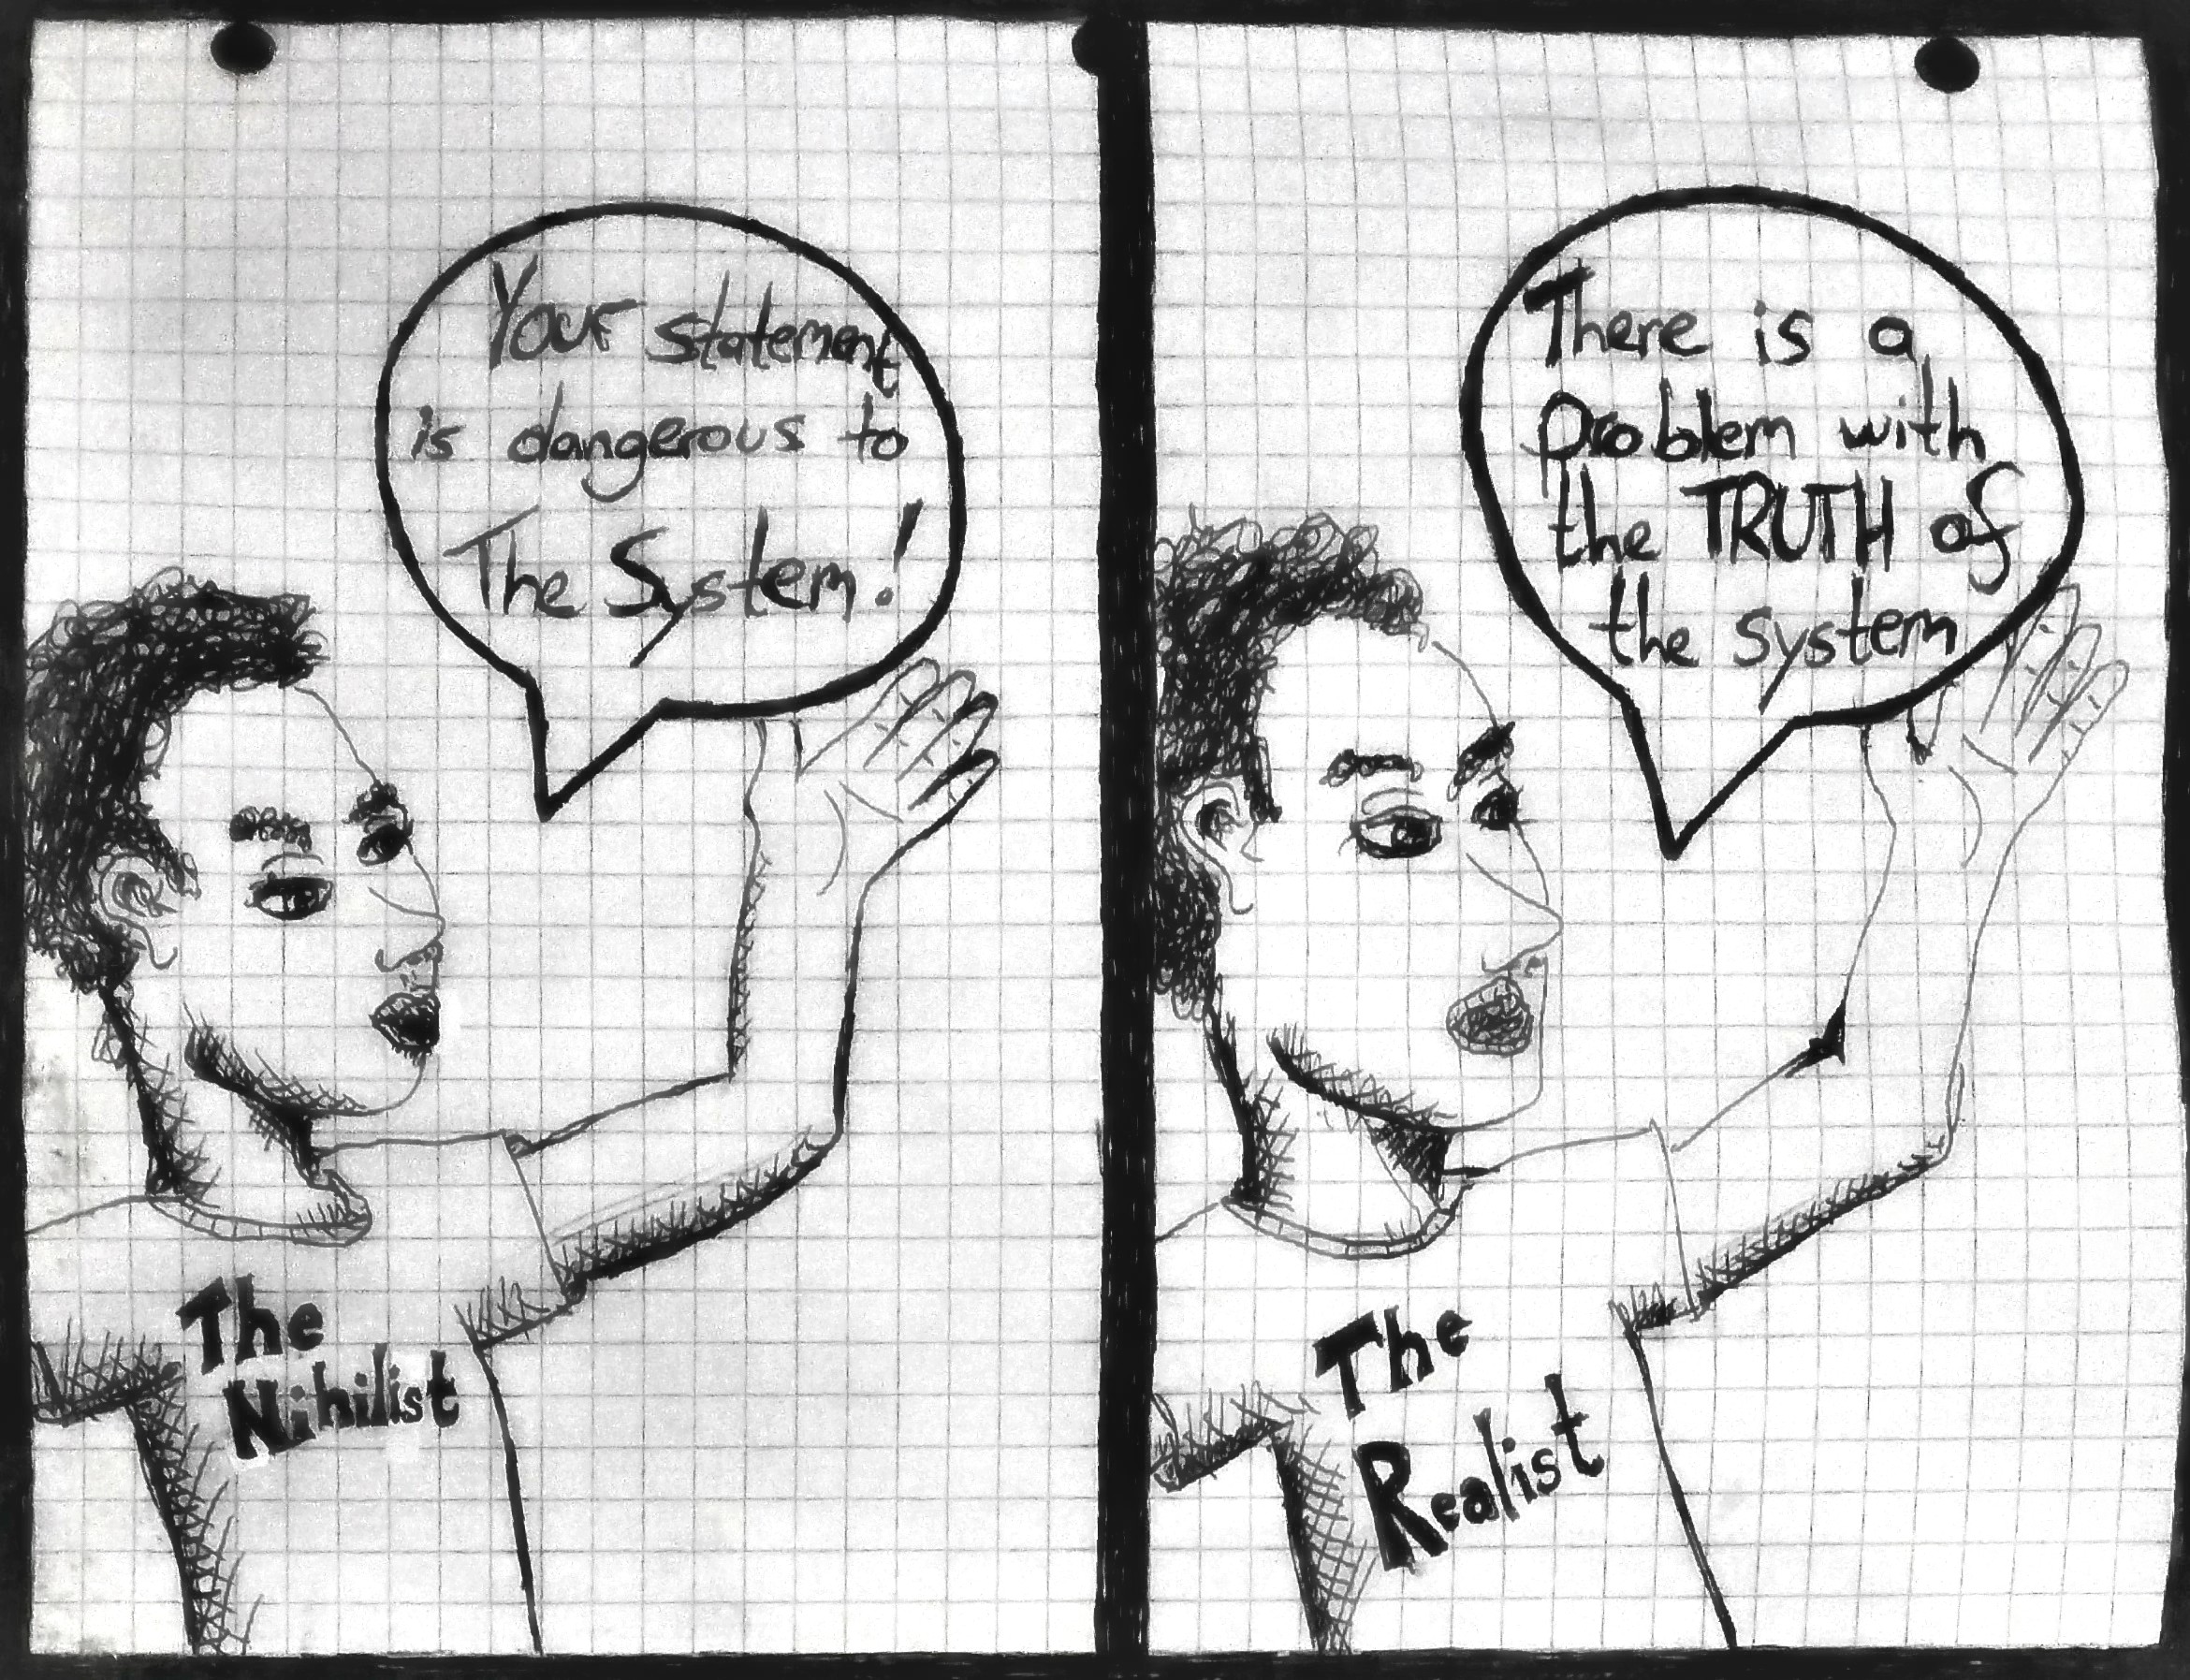 Your statement
is dangerous to
The System!
The
Nihilist
There is a
problem with
the TRUTH of
the system
The
Realist